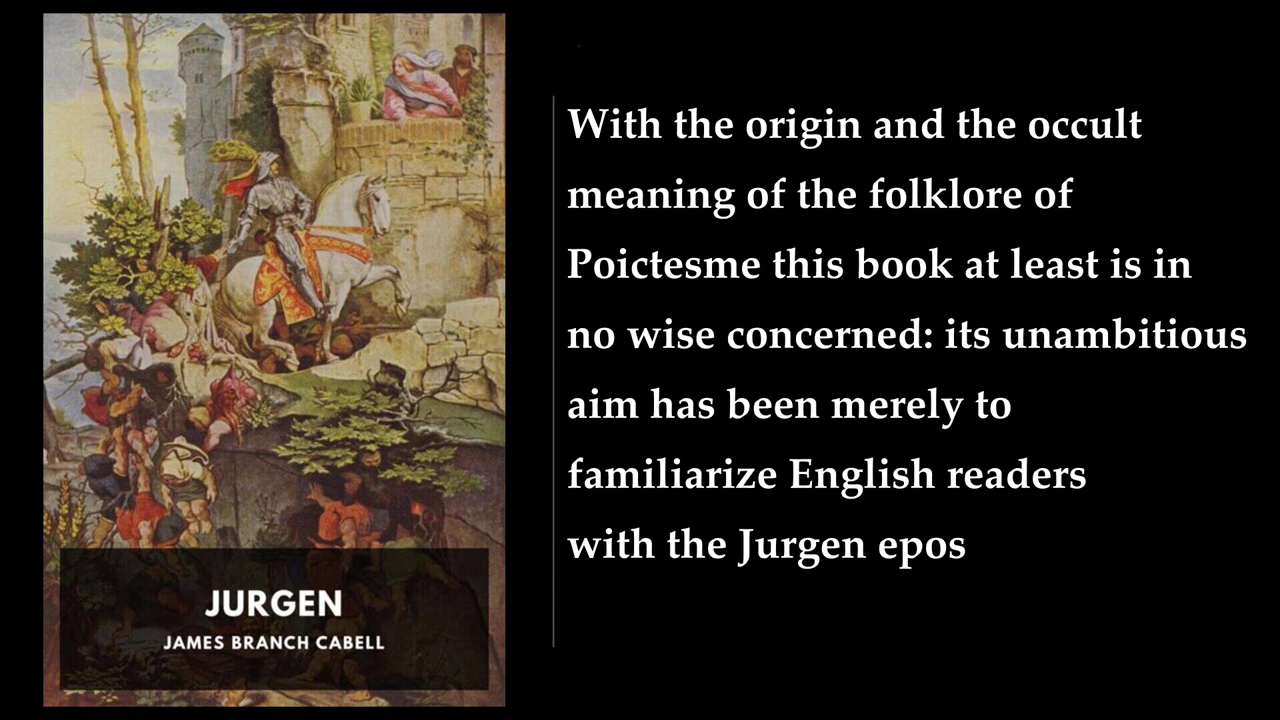 With the origin and the occult
meaning of the folklore of
Poictesme this book at least is in
no wise concerned: its unambitious
aim has been merely to
familiarize English readers
with the Jurgen epos
JURGEN
JAMES BRANCH CABELL